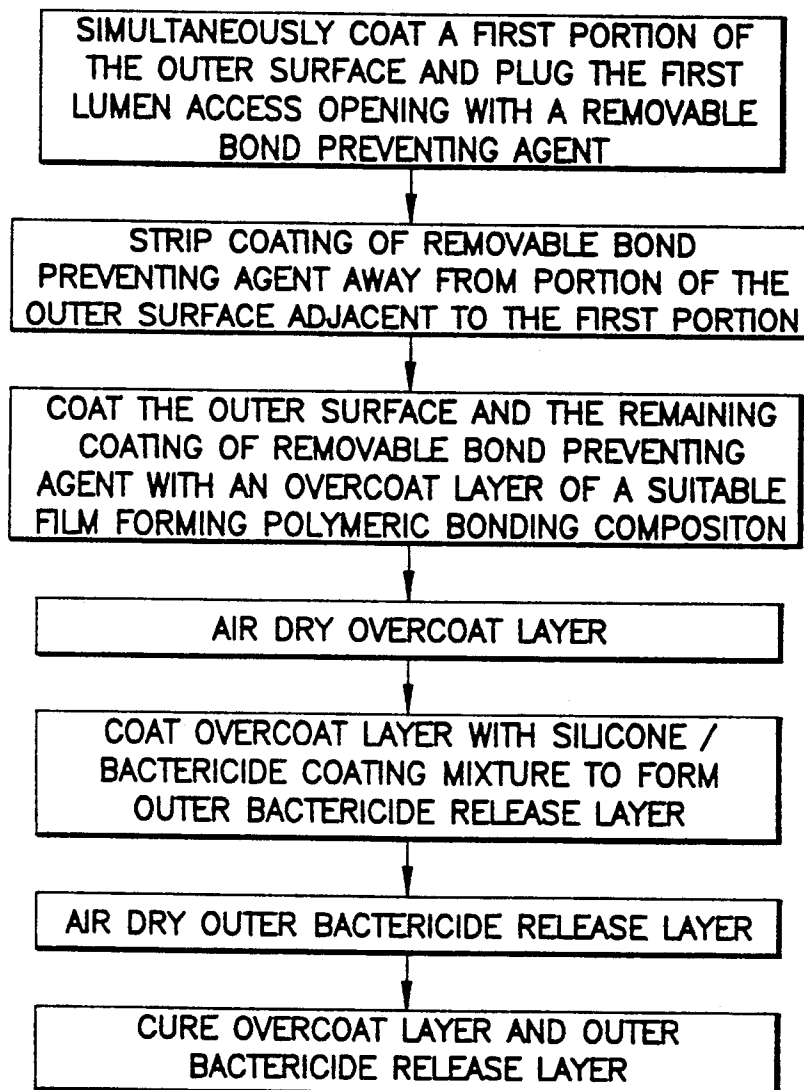 SIMULTANEOUSLY COAT A FIRST PORTION OF
THE OUTER SURFACE AND PLUG THE FIRST
LUMEN ACCESS OPENING WITH A REMOVABLE
BOND PREVENTING AGENT
STRIP COATING OF REMOVABLE BOND
PREVENTING AGENT AWAY FROM PORTION OF THE
OUTER SURFACE ADJACENT TO THE FIRST PORTION
COAT THE OUTER SURFACE AND THE REMAINING
COATING OF REMOVABLE BOND PREVENTING
AGENT WITH AN OVERCOAT LAYER OF A SUITABLE
FILM FORMING POLYMERIC BONDING COMPOSITON
AIR DRY OVERCOAT LAYER
COAT OVERCOAT LAYER WITH SILICONE /
BACTERICIDE COATING MIXTURE TO FORM
OUTER BACTERICIDE RELEASE LAYER
AIR DRY OUTER BACTERICIDE RELEASE LAYER
CURE OVERCOAT LAYER AND OUTER
BACTERICIDE RELEASE LAYER